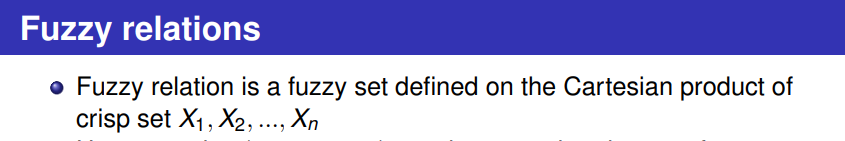 Fuzzy relations
Fuzzy relation is a fuzzy set defined on the Cartesian product of
crisp set X₁, X₂, ..., Xₙ